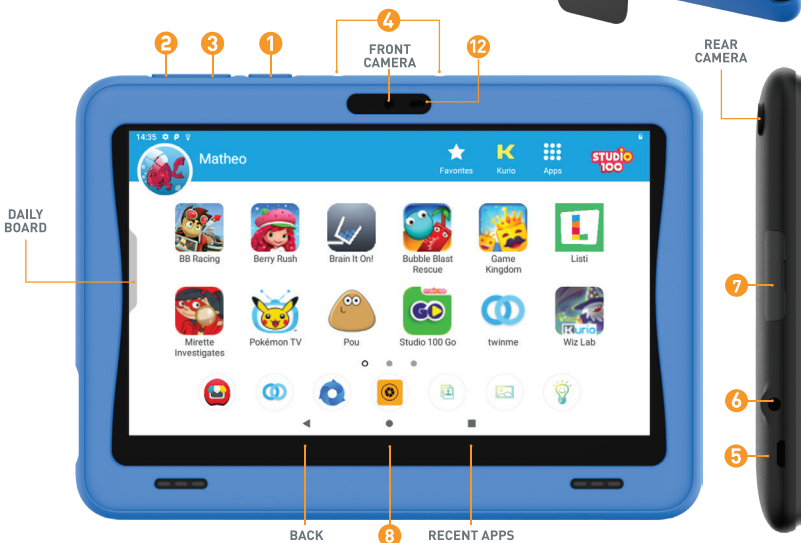 2
3
1
4
FRONT
CAMERA
12
REAR
CAMERA
14:35
Matheo
Favorites
K
Kurio
Apps
STUDIO
100
DAILY
BOARD
BB Racing
Berry Rush
Brain It On!
Bubble Blast
Rescue
Game
Kingdom
L
Listi
7
GO
Kurio
Mirette
Investigates
Pokémon TV
Pou
Studio 100 Go
twinme
Wiz Lab
6
5
BACK
8
RECENT APPS